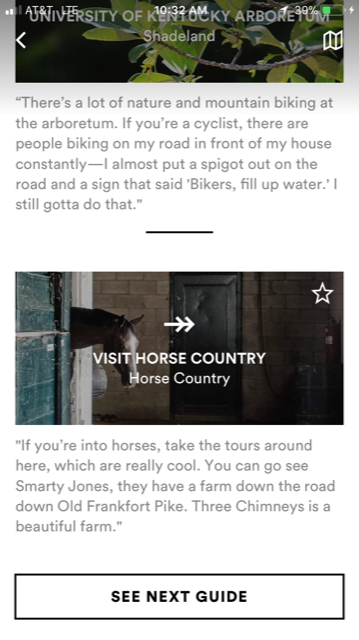 AT&T LTE 10:32 AM 39%
UNIVERSITY OF KENTUCKY ARBORETUM
Shadeland
“There’s a lot of nature and mountain biking at
the arboretum. If you’re a cyclist, there are
people biking on my road in front of my house
constantly—I almost put a spigot out on the
road and a sign that said 'Bikers, fill up water.' I
still gotta do that."
VISIT HORSE COUNTRY
Horse Country
"If you’re into horses, take the tours around
here, which are really cool. You can go see
Smarty Jones, they have a farm down the road
down Old Frankfort Pike. Three Chimneys is a
beautiful farm."
SEE NEXT GUIDE